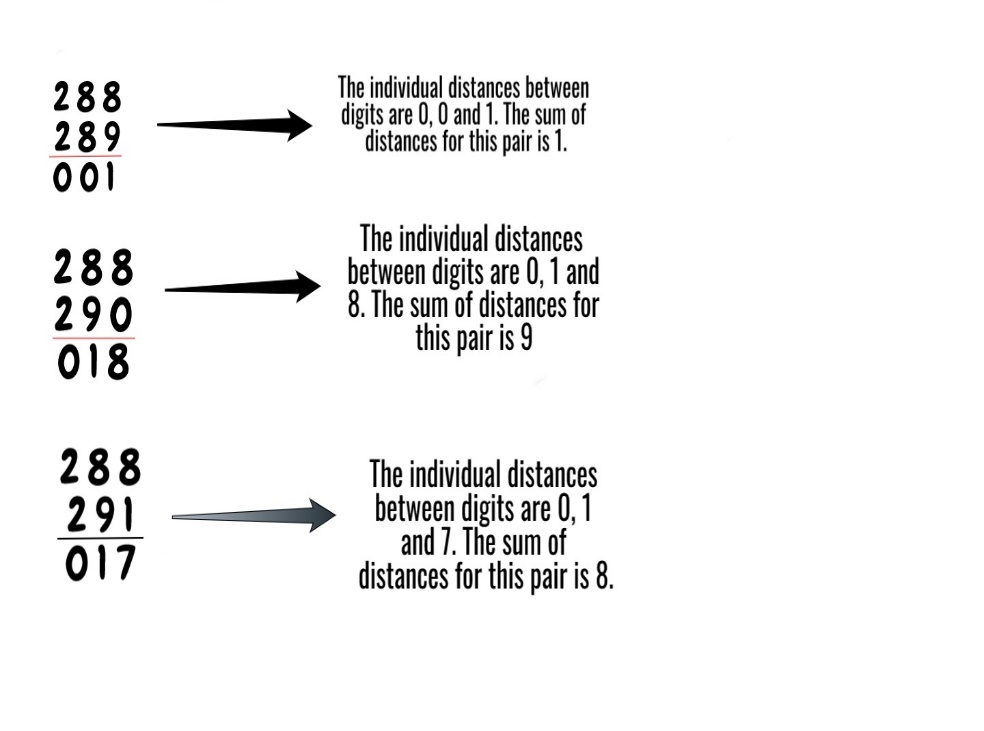 288
289
001
The individual distances between
digits are 0, 0 and 1. The sum of
distances for this pair is 1.
288
290
018
The individual distances
between digits are 0, 1 and
8. The sum of distances for
this pair is 9
288
291
017
The individual distances
between digits are 0, 1
and 7. The sum of
distances for this pair is 8.